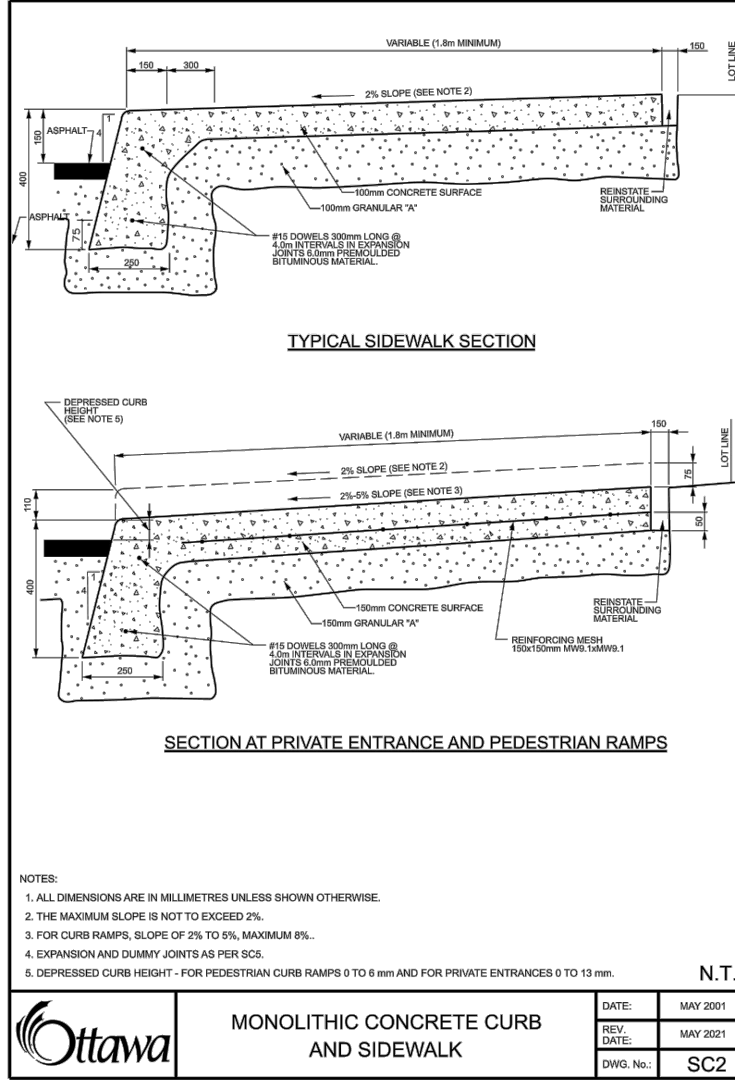 VARIABLE (1.8m MINIMUM)
150
LOT LINE
150
300
2% SLOPE (SEE NOTE 2)
ASPHALT
1
4
150
400
ASPHALT
75
250
100mm CONCRETE SURFACE
100mm GRANULAR "A"
REINSTATE
SURROUNDING
MATERIAL
#15 DOWELS 300mm LONG @
4.0m INTERVALS IN EXPANSION
JOINTS 6.0mm PREMOULDED
BITUMINOUS MATERIAL.
TYPICAL SIDEWALK SECTION
DEPRESSED CURB
HEIGHT
(SEE NOTE 5)
VARIABLE (1.8m MINIMUM)
150
LOT LINE
2% SLOPE (SEE NOTE 2)
75
2%-5% SLOPE (SEE NOTE 3)
110
50
400
1
4
250
150mm CONCRETE SURFACE
150mm GRANULAR "A"
REINSTATE
SURROUNDING
MATERIAL
#15 DOWELS 300mm LONG @
4.0m INTERVALS IN EXPANSION
JOINTS 6.0mm PREMOULDED
BITUMINOUS MATERIAL.
REINFORCING MESH
150x150mm MW9.1xMW9.1
SECTION AT PRIVATE ENTRANCE AND PEDESTRIAN RAMPS
NOTES:
1. ALL DIMENSIONS ARE IN MILLIMETRES UNLESS SHOWN OTHERWISE.
2. THE MAXIMUM SLOPE IS NOT TO EXCEED 2%.
3. FOR CURB RAMPS, SLOPE OF 2% TO 5%, MAXIMUM 8%..
4. EXPANSION AND DUMMY JOINTS AS PER SC5.
5. DEPRESSED CURB HEIGHT - FOR PEDESTRIAN CURB RAMPS 0 TO 6 mm AND FOR PRIVATE ENTRANCES 0 TO 13 mm.
N.T.
Ottawa
MONOLITHIC CONCRETE CURB
AND SIDEWALK
DATE: MAY 2001
REV.
DATE: MAY 2021
DWG. No.: SC2